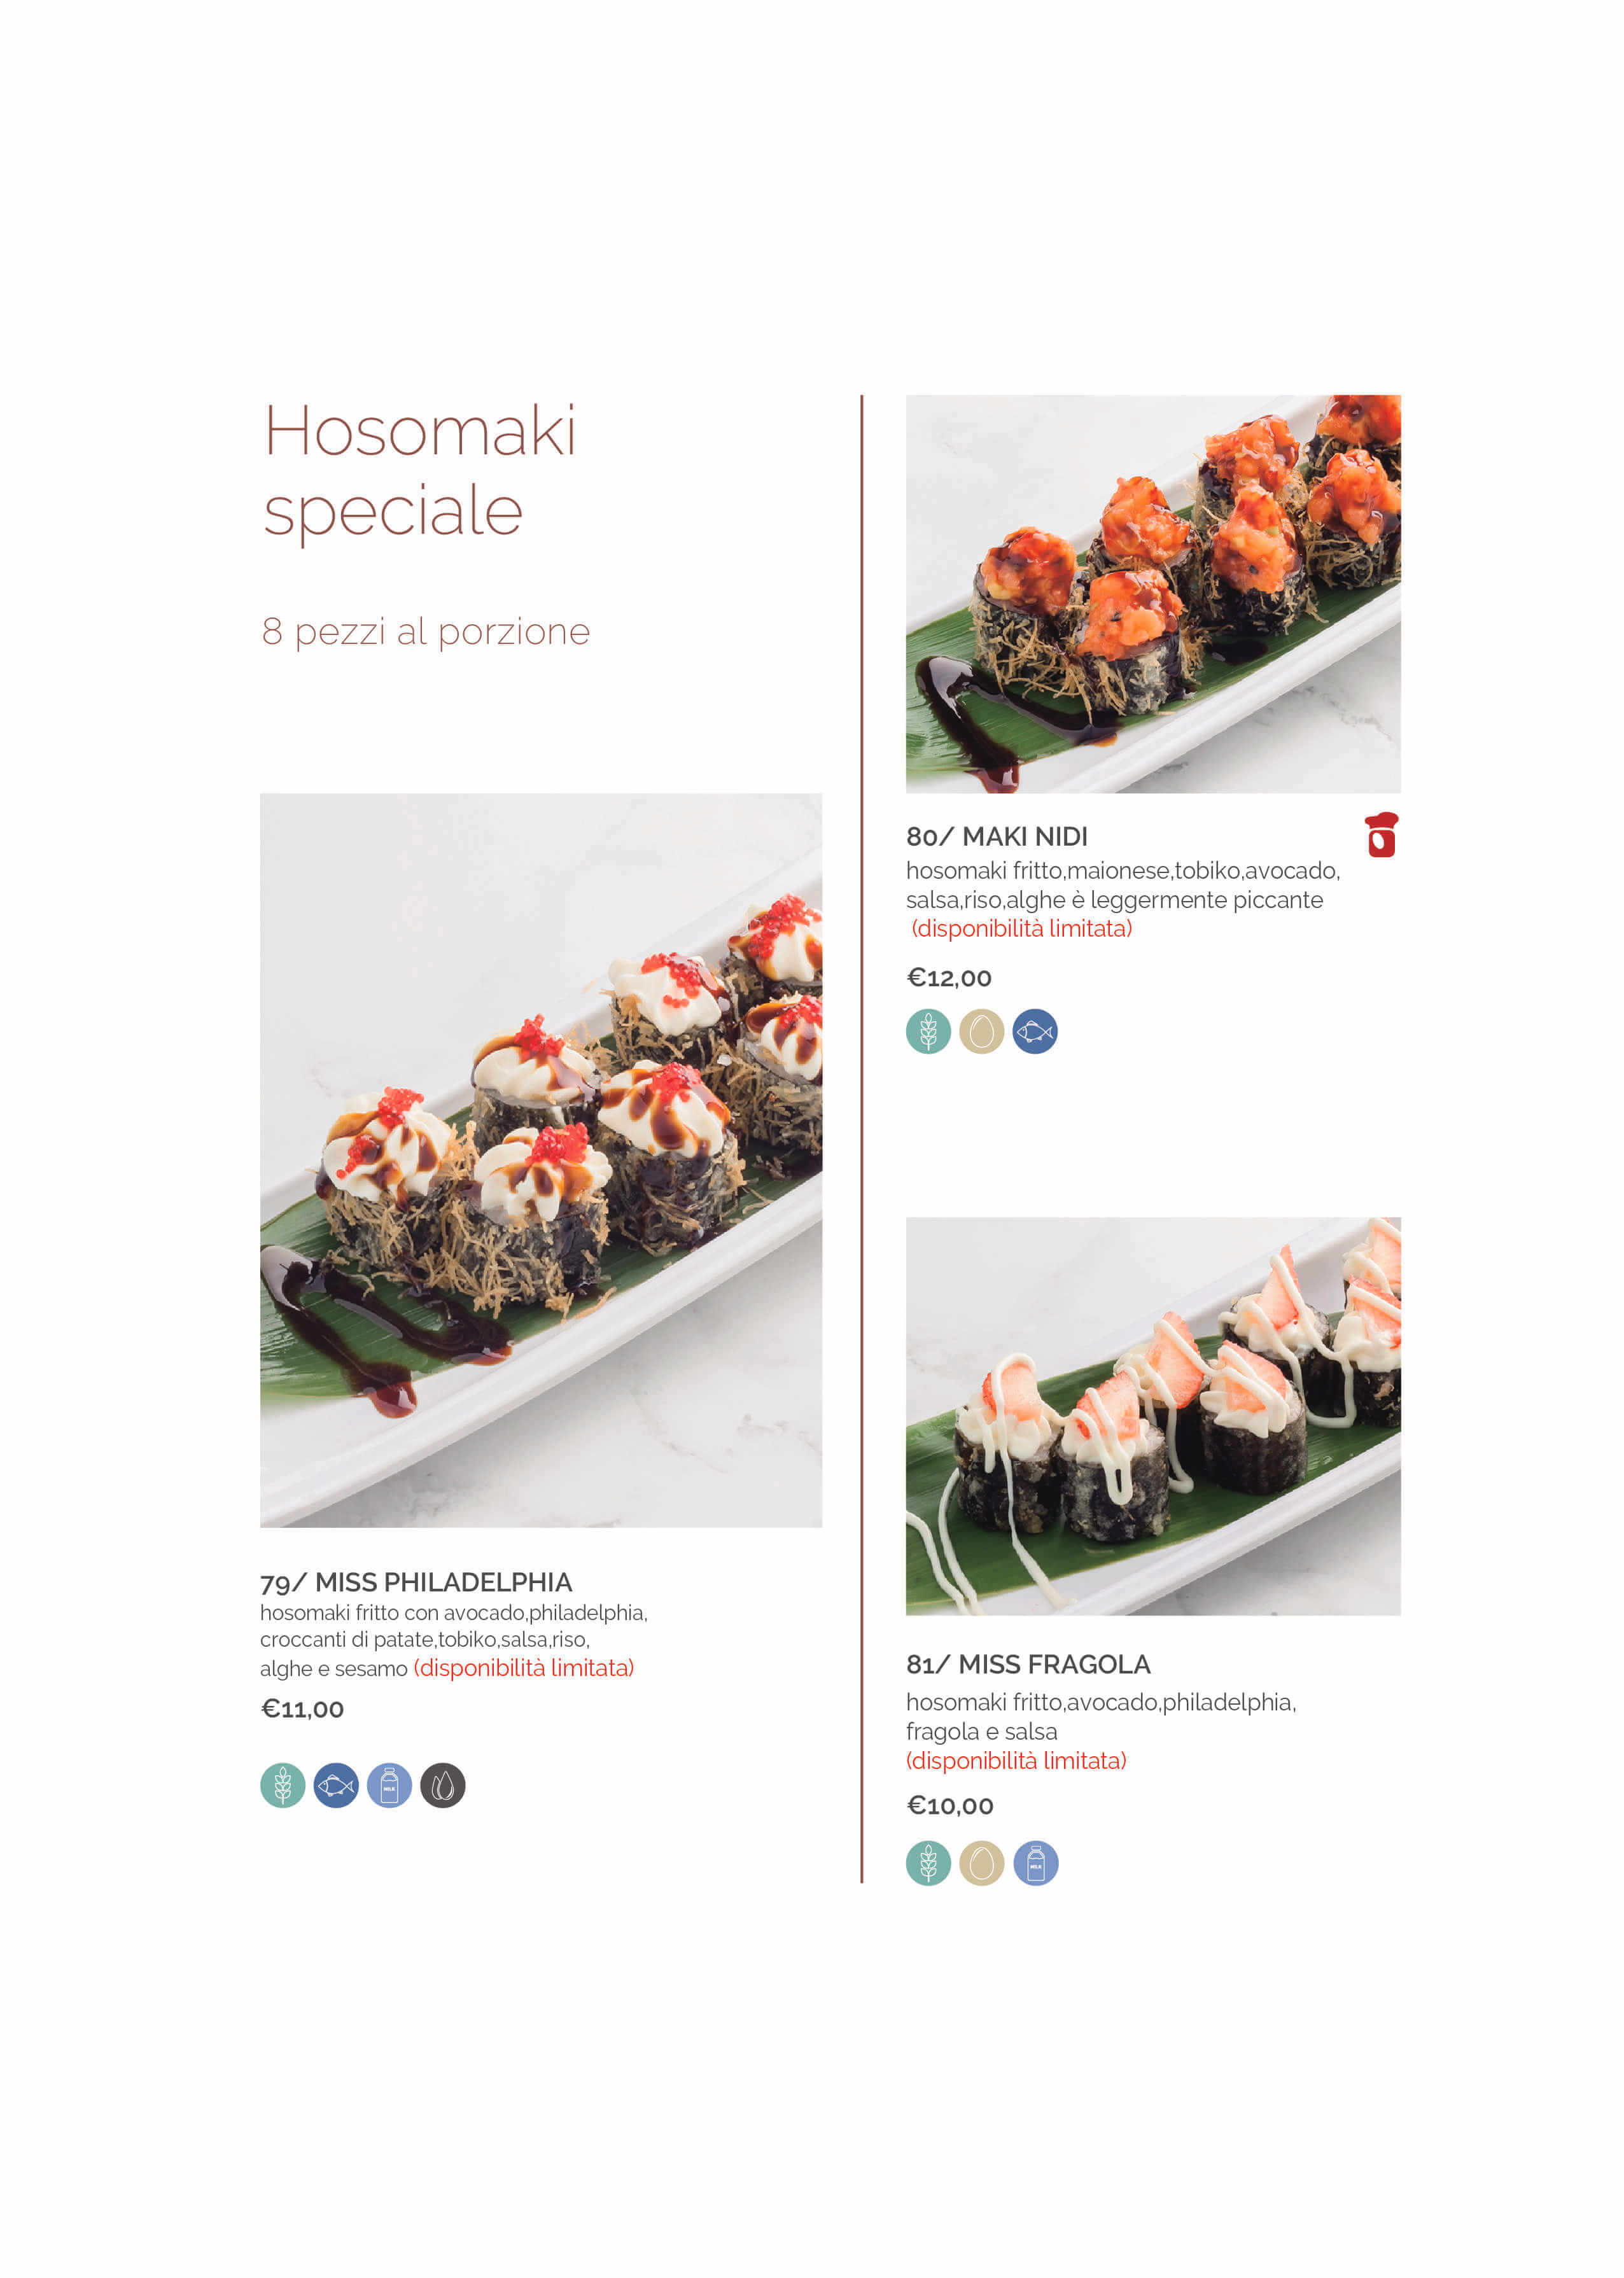 Hosomaki
speciale
8 pezzi al porzione
79/ MISS PHILADELPHIA
hosomaki fritto con avocado,philadelphia,
croccanti di patate,tobiko,salsa,riso,
alghe e sesamo (disponibilità limitata)
€11,00
MILK
80/ MAKI NIDI
hosomaki fritto,maionese,tobiko,avocado,
salsa,riso,alghe è leggermente piccante
(disponibilità limitata)
€12,00
81/ MISS FRAGOLA
hosomaki fritto,avocado,philadelphia,
fragola e salsa
(disponibilità limitata)
€10,00
MILK